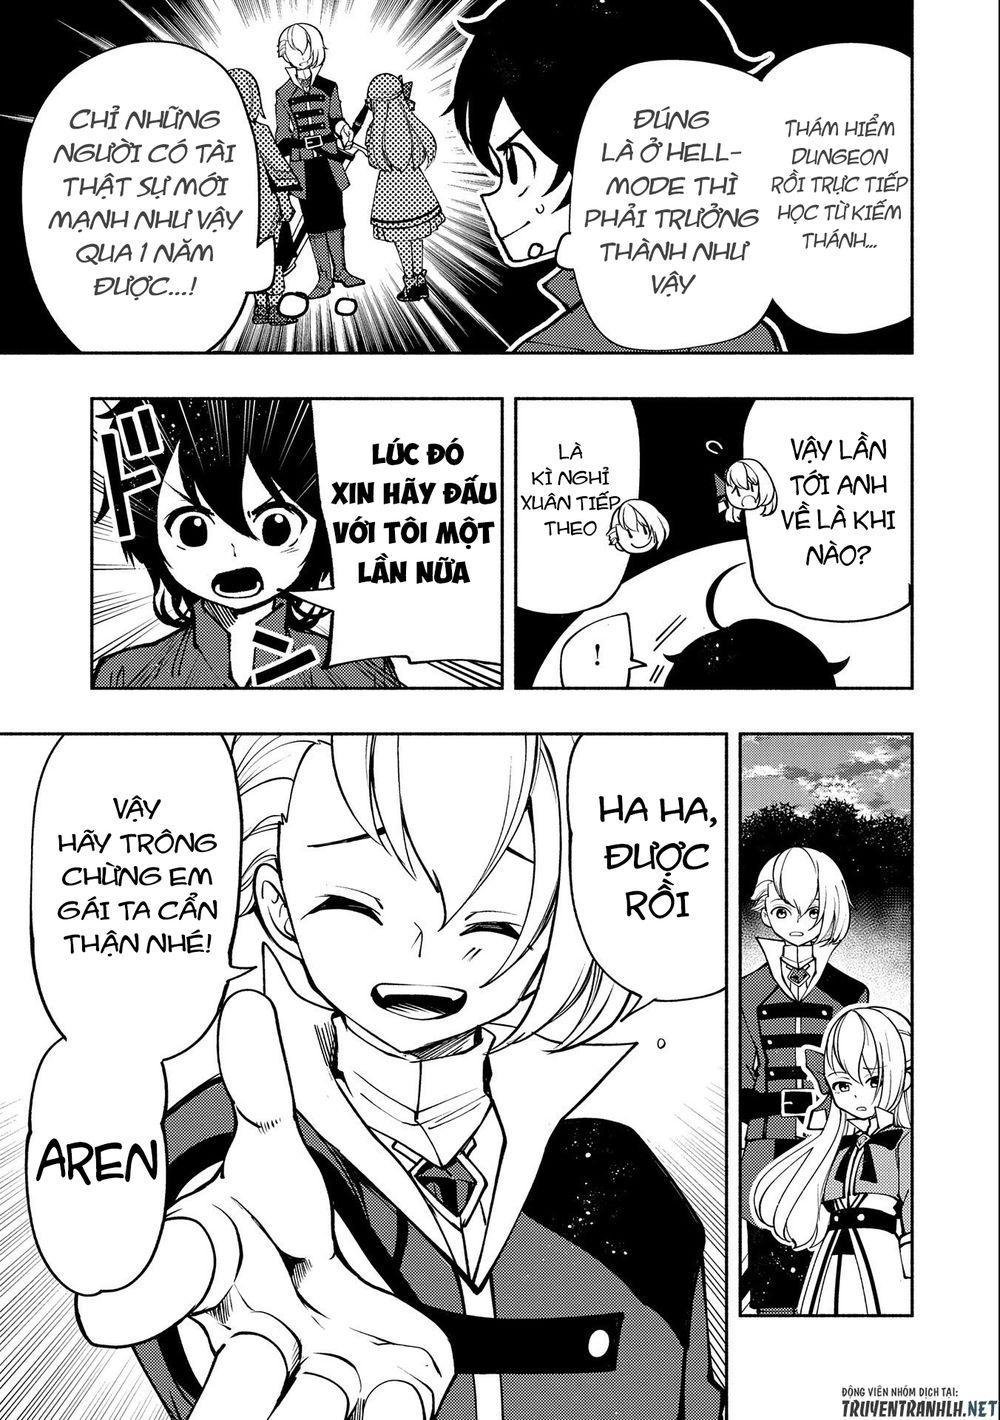 THÁM HIỂM
DUNGEON
RỒI TRỰC TIẾP
HỌC TỪ KIẾM
THÁNH...
ĐÚNG
LÀ Ở HELL-
MODE THÌ
PHẢI TRƯỞNG
THÀNH NHƯ
VẬY
CHỈ NHỮNG
NGƯỜI CÓ TÀI
THẬT SỰ MỚI
MẠNH NHƯ VẬY
QUA 1 NĂM
ĐƯỢC...!
VẬY LẦN
TỚI ANH
VỀ LÀ KHI
NÀO?
LÀ
KÌ NGHỈ
XUÂN TIẾP
THEO
!
LÚC ĐÓ
XIN HÃY ĐẤU
VỚI TÔI MỘT
LẦN NỮA
ドドン
HA HA,
ĐƯỢC
RỒI
VẬY
HÃY TRÔNG
CHỪNG EM
GÁI TA CẨN
THẬN NHÉ!
AREN
ĐỘNG VIÊN NHÓM DỊCH TẠI:
TRUYENTRANHLH.NET